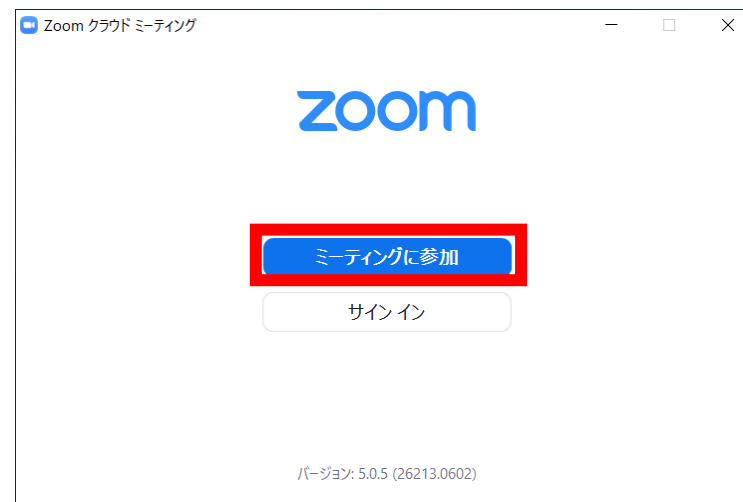 Zoom クラウド ミーティング
zoom
ミーティングに参加
サイン イン
バージョン: 5.0.5 (26213.0602)